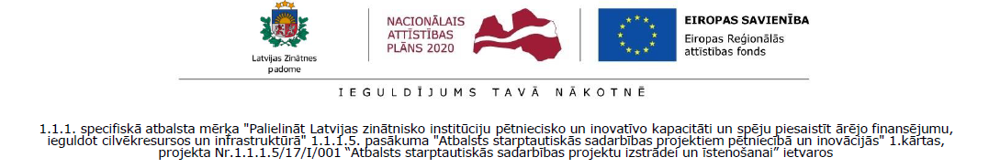 Latvijas Zinātnes
padome
NACIONĀLAIS
ATTĪSTĪBAS
PLĀNS 2020
EIROPAS SAVIENĪBA
Eiropas Reģionālās
attīstības fonds
IEGULDĪJUMS TAVĀ NĀKOTNĒ
1.1.1. specifiskā atbalsta mērķa "Palielināt Latvijas zinātnisko institūciju pētniecisko un inovatīvo kapacitāti un spēju piesaistīt ārējo finansējumu,
ieguldot cilvēkresursos un infrastruktūrā" 1.1.1.5. pasākuma "Atbalsts starptautiskās sadarbības projektiem pētniecībā un inovācijās" 1.kārtas,
projekta Nr.1.1.1.5/17/I/001 “Atbalsts starptautiskās sadarbības projektu izstrādei un īstenošanai” ietvaros